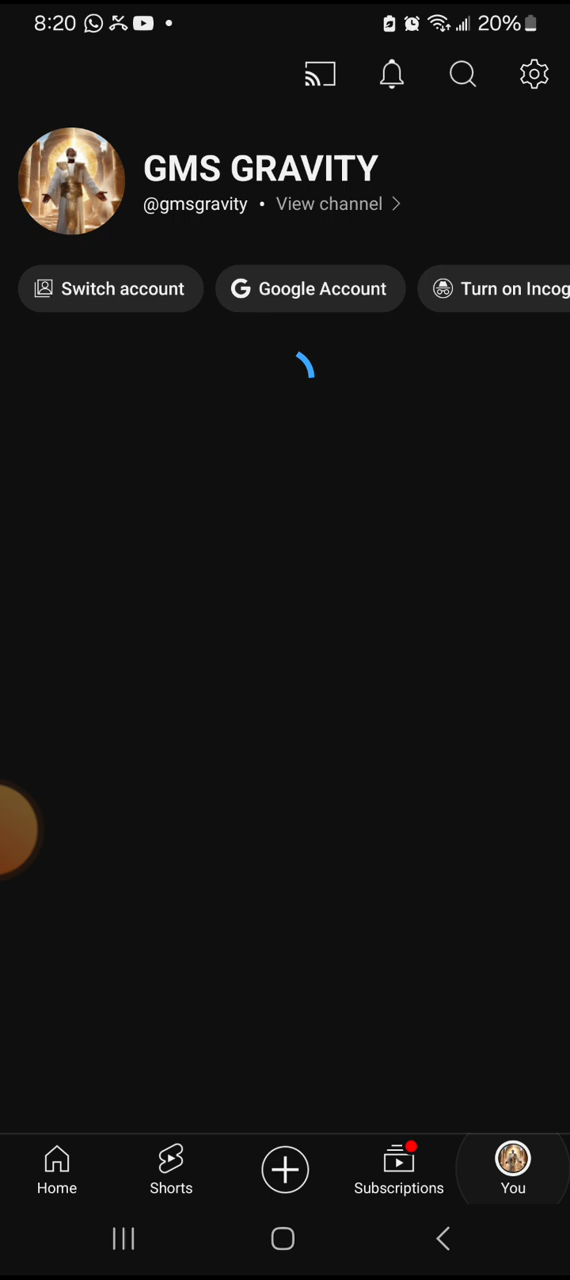 8:20 20%
GMS GRAVITY
@gmsgravity • View channel
Switch account Google Account Turn on Incog
Home Shorts Subscriptions You